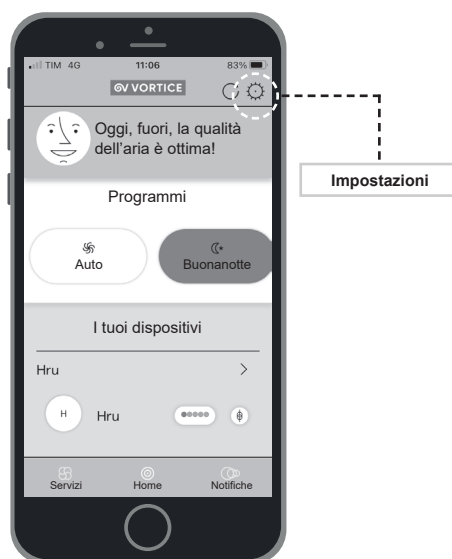 TIM 4G 11:06 83%
VORTICE
Oggi, fuori, la qualità
dell'aria è ottima!
Impostazioni
Programmi
Auto
Buonanotte
I tuoi dispositivi
Hru
H Hru
Servizi Home Notifiche